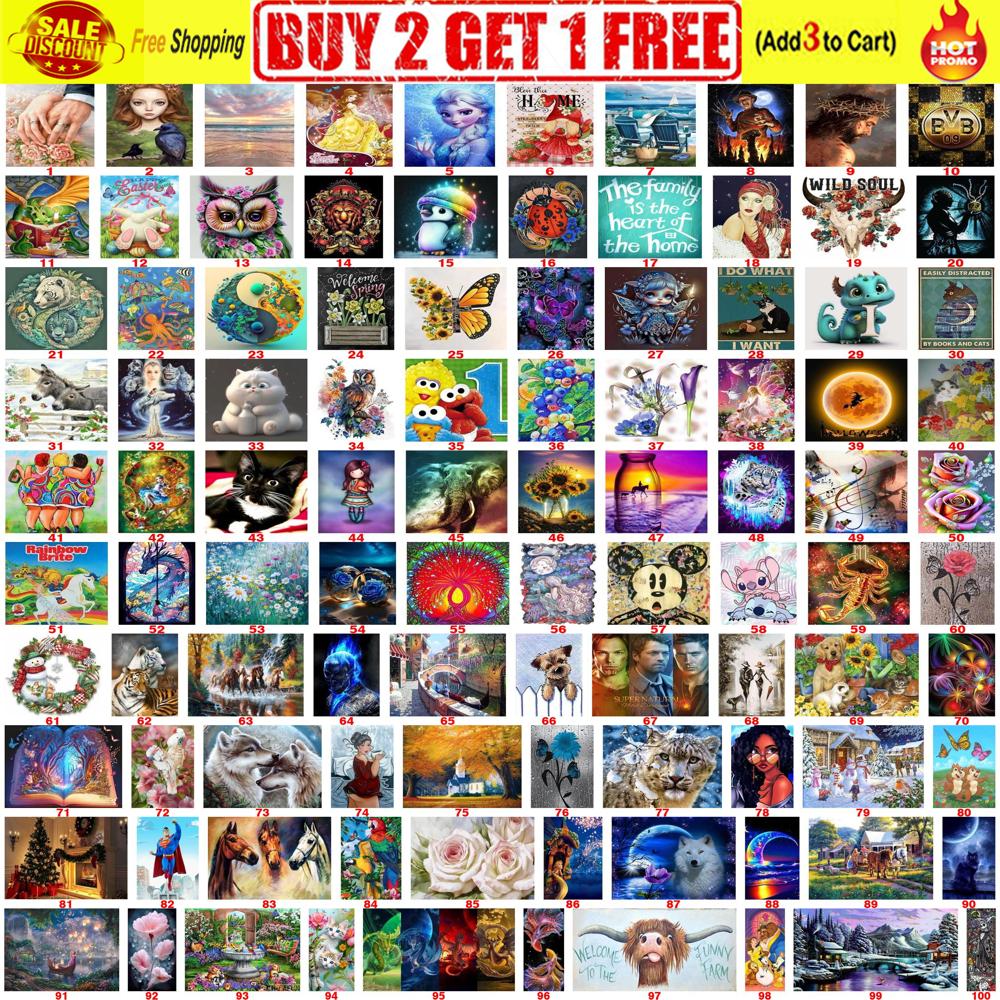 SALE
DISCOUNT
Free Shopping
BUY 2 GET 1 FREE
(Add 3 to Cart)
HOT
PROMO
Bless this
HOME
BVB
09
1 2 3 4 5 6 7 8 9 10
Easter
The family
is the
heart of
the home
WILD SOUL
11 12 13 14 15 16 17 18 19 20
Welcome
Spring
DO WHAT
I WANT
EASILY DISTRACTED
BY BOOKS AND CATS
21 22 23 24 25 26 27 28 29 30
1
31 32 33 34 35 36 37 38 39 40
41 42 43 44 45 46 47 48 49 50
Rainbow
Brite
51 52 53 54 55 56 57 58 59 60
SUPERNATURAL
61 62 63 64 65 66 67 68 69 70
71 72 73 74 75 76 77 78 79 80
81 82 83 84 85 86 87 88 89 90
WELCOME
TO THE
FUNNY
FARM
91 92 93 94 95 96 97 98 99 100